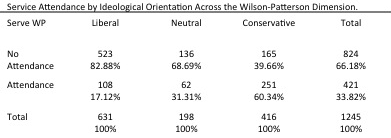 Service Attendance by Ideological Orientation Across the Wilson-Patterson Dimension.
Serve WP Liberal Neutral Conservative Total
No 523 136 165 824
Attendance 82.88% 68.69% 39.66% 66.18%
Attendance 108 62 251 421
17.12% 31.31% 60.34% 33.82%
Total 631 198 416 1245
100% 100% 100% 100%